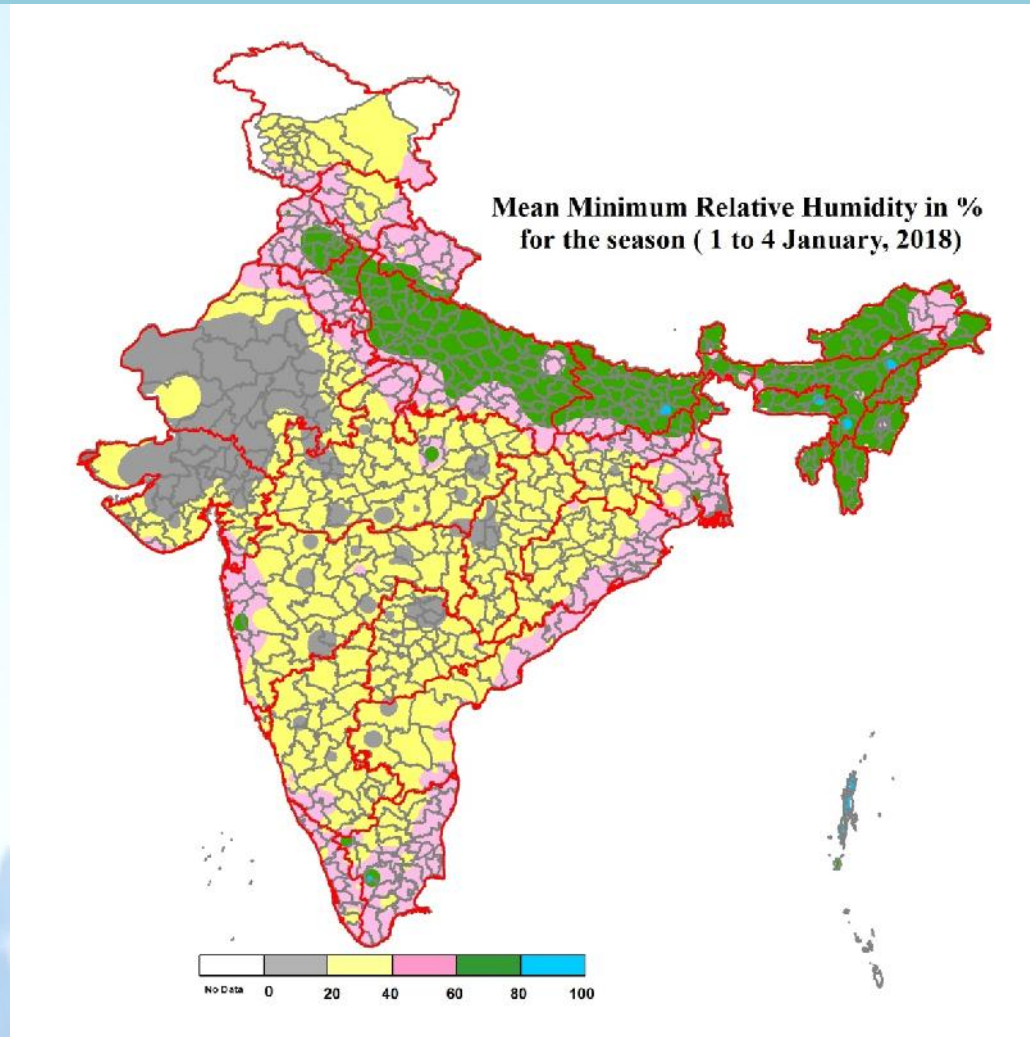 Mean Minimum Relative Humidity in %
for the season ( 1 to 4 January, 2018)
No Data 0 20 40 60 80 100